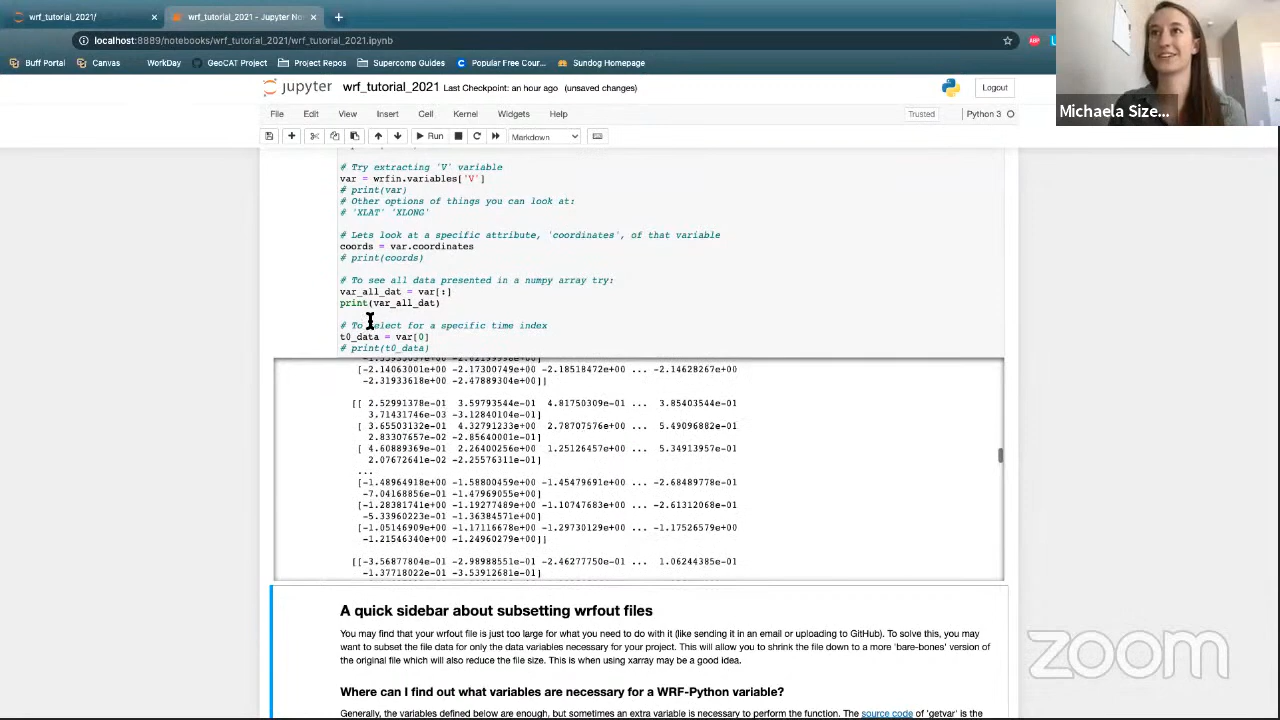 wrf_tutorial_2021/
wrf_tutorial_2021 - Jupyter No
localhost:8889/notebooks/wrf_tutorial_2021/wrf_tutorial_2021.ipynb
Buff Portal Canvas WorkDay GeoCAT Project Project Repos Supercomp Guides Popular Free Cour... Sundog Homepage
Michaela Size...
jupyter wrf_tutorial_2021 Last Checkpoint: an hour ago (unsaved changes) Logout
File Edit View Insert Cell Kernel Widgets Help Trusted Python 3
Run Markdown
# Try extracting 'V' variable
var = wrfin.variables['V']
# print(var)
# Other options of things you can look at:
# 'XLAT' 'XLONG'
# Lets look at a specific attribute, 'coordinates', of that variable
coords = var.coordinates
# print(coords)
# To see all data presented in a numpy array try:
var_all_dat = var[:]
print(var_all_dat)
# To select for a specific time index
t0_data = var[0]
# print(t0_data)
[-2.14063001e+00 -2.17300749e+00 -2.18518472e+00 ... -2.14628267e+00
-2.31933618e+00 -2.47889304e+00]]
[[ 2.52991378e-01 3.59793544e-01 4.81750309e-01 ... 3.85403544e-01
3.71431746e-03 -3.12840104e-01]
[ 3.65503132e-01 4.32791233e-01 2.78707576e-01 ... 5.49096882e-01
2.83307657e-02 -2.85640001e-01]
[ 4.60889369e-01 2.26400256e-01 1.25126457e-01 ... 5.34913957e-01
2.07672641e-02 -2.25576311e-01]
...
[-1.48964918e-01 -1.58800459e-01 -1.45479691e-01 ... -2.68489778e-01
-7.04168856e-01 -1.47969055e+00]
[-1.28381741e-01 -1.19277489e-01 -1.10747683e-01 ... -2.61312068e-01
-5.33960223e-01 -1.36384571e+00]
[-1.05146909e-01 -1.17116678e-01 -1.29730129e-01 ... -1.17526579e+00
-1.21546340e+00 -1.24960279e+00]]
[[-3.56877804e-01 -2.98988551e-01 -2.46277750e-01 ... 1.06244385e-01
-1.37718022e-01 -3.53912681e-01]
A quick sidebar about subsetting wrfout files
You may find that your wrfout file is just too large for what you need to do with it (like sending it in an email or uploading to GitHub). To solve this, you may
want to subset the file data for only the data variables necessary for your project. This will allow you to shrink the file down to a more 'bare-bones' version of
the original file which will also reduce the file size. This is when using xarray may be a good idea.
Where can I find out what variables are necessary for a WRF-Python variable?
Generally, the variables defined below are enough, but sometimes an extra variable is necessary to perform the function. The source code of 'getvar' is the
zoom